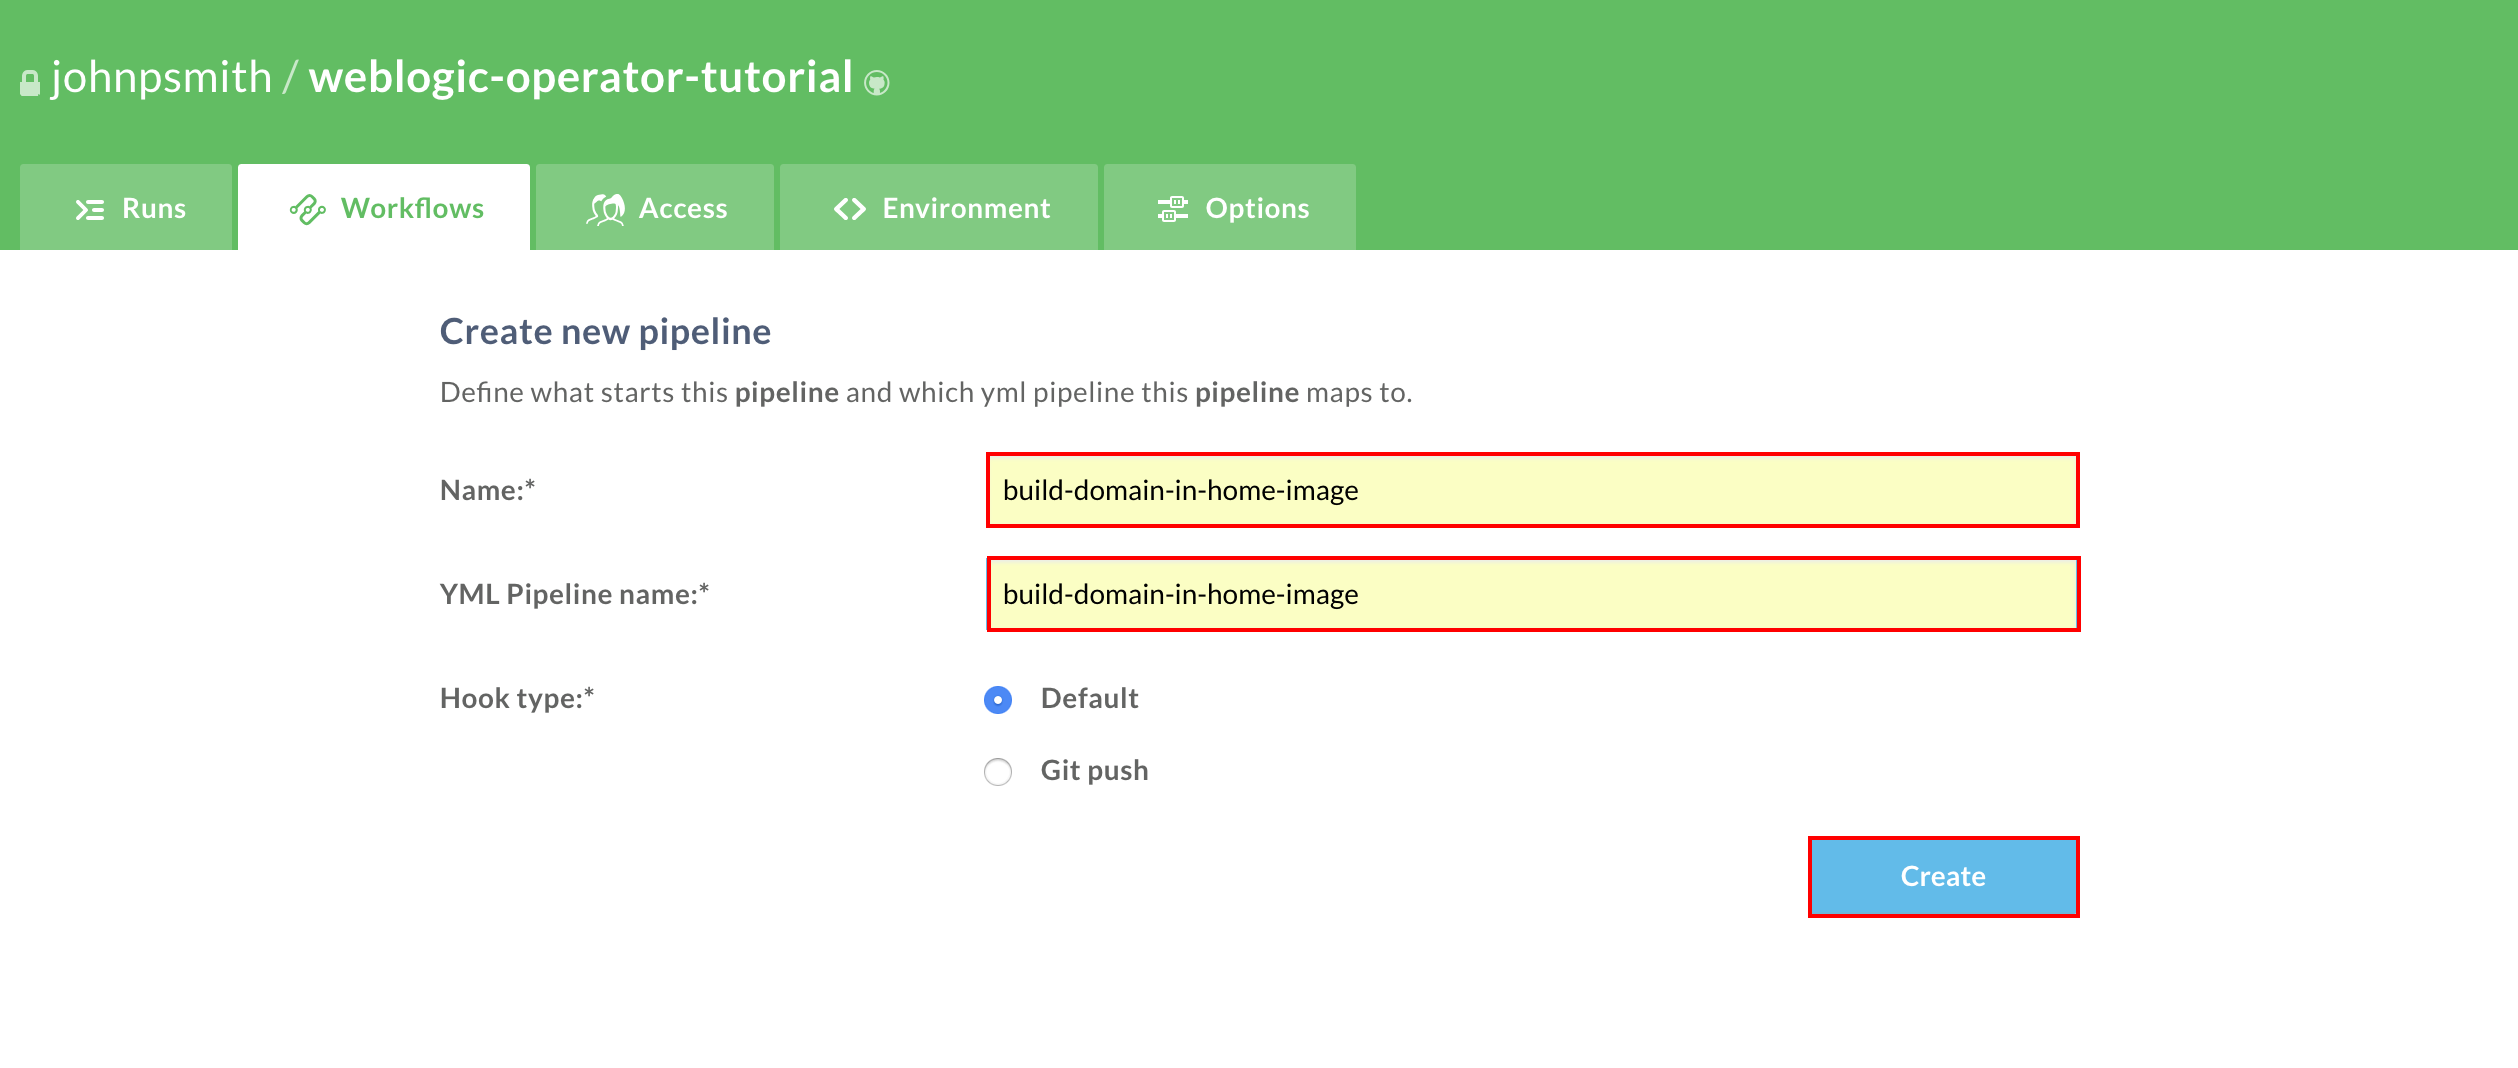 johnpsmith / weblogic-operator-tutorial
Runs Workflows Access Environment Options
Create new pipeline
Define what starts this pipeline and which yml pipeline this pipeline maps to.
Name:* build-domain-in-home-image
YML Pipeline name:* build-domain-in-home-image
Hook type:* Default
Git push
Create